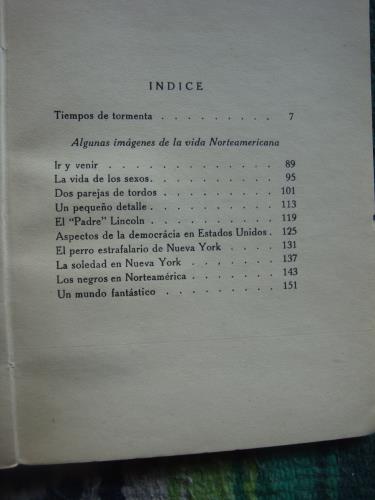 INDICE
Tiempos de tormenta . . . . . . . . . 7
Algunas imágenes de la vida Norteamericana
Ir y venir . . . . . . . . . . . . 89
La vida de los sexos. . . . . . . . . . 95
Dos parejas de tordos . . . . . . . . . 101
Un pequeño detalle . . . . . . . . . . 113
El "Padre" Lincoln . . . . . . . . . . 119
Aspectos de la democrácia en Estados Unidos . 125
El perro estrafalario de Nueva York . . . . 131
La soledad en Nueva York . . . . . . . 137
Los negros en Norteamérica . . . . . . . 143
Un mundo fantástico . . . . . . . . . 151